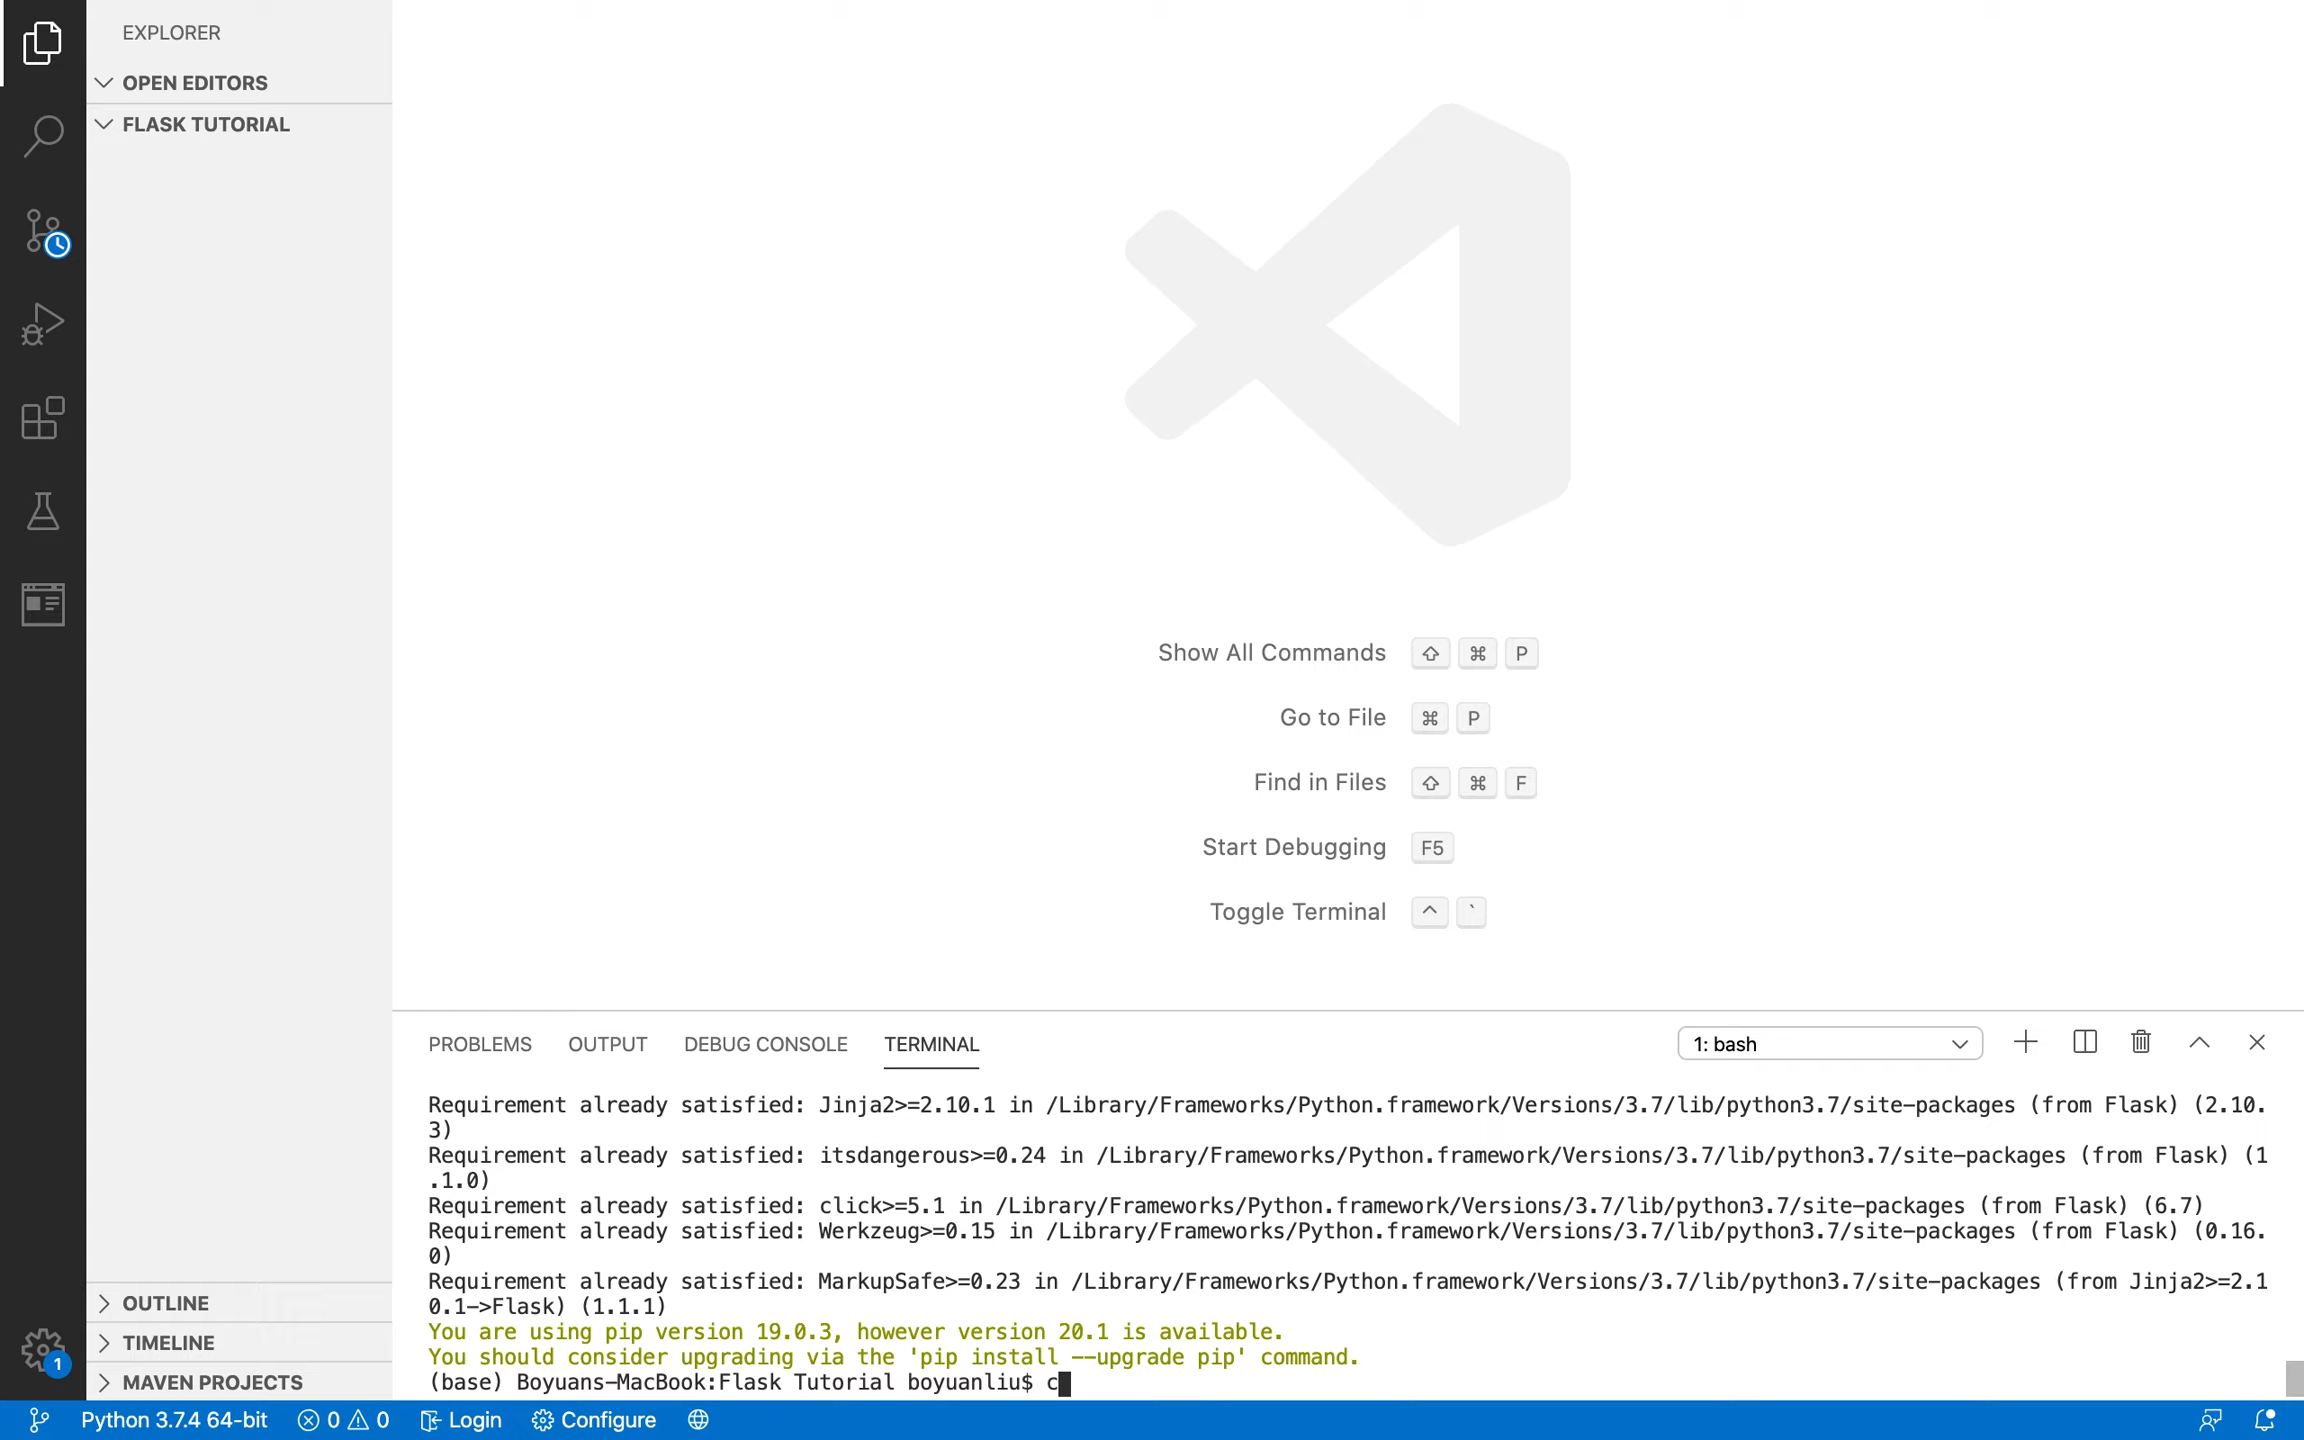 EXPLORER
OPEN EDITORS
FLASK TUTORIAL
Show All Commands ⇧ ⌘ P
Go to File ⌘ P
Find in Files ⇧ ⌘ F
Start Debugging F5
Toggle Terminal ^ `
PROBLEMS OUTPUT DEBUG CONSOLE TERMINAL 1: bash
Requirement already satisfied: Jinja2>=2.10.1 in /Library/Frameworks/Python.framework/Versions/3.7/lib/python3.7/site-packages (from Flask) (2.10.
3)
Requirement already satisfied: itsdangerous>=0.24 in /Library/Frameworks/Python.framework/Versions/3.7/lib/python3.7/site-packages (from Flask) (1
.1.0)
Requirement already satisfied: click>=5.1 in /Library/Frameworks/Python.framework/Versions/3.7/lib/python3.7/site-packages (from Flask) (6.7)
Requirement already satisfied: Werkzeug>=0.15 in /Library/Frameworks/Python.framework/Versions/3.7/lib/python3.7/site-packages (from Flask) (0.16.
0)
Requirement already satisfied: MarkupSafe>=0.23 in /Library/Frameworks/Python.framework/Versions/3.7/lib/python3.7/site-packages (from Jinja2>=2.1
0.1->Flask) (1.1.1)
You are using pip version 19.0.3, however version 20.1 is available.
You should consider upgrading via the 'pip install --upgrade pip' command.
(base) Boyuans-MacBook:Flask Tutorial boyuanliu$ c
OUTLINE
TIMELINE
MAVEN PROJECTS
1
Python 3.7.4 64-bit 0 0 Login Configure